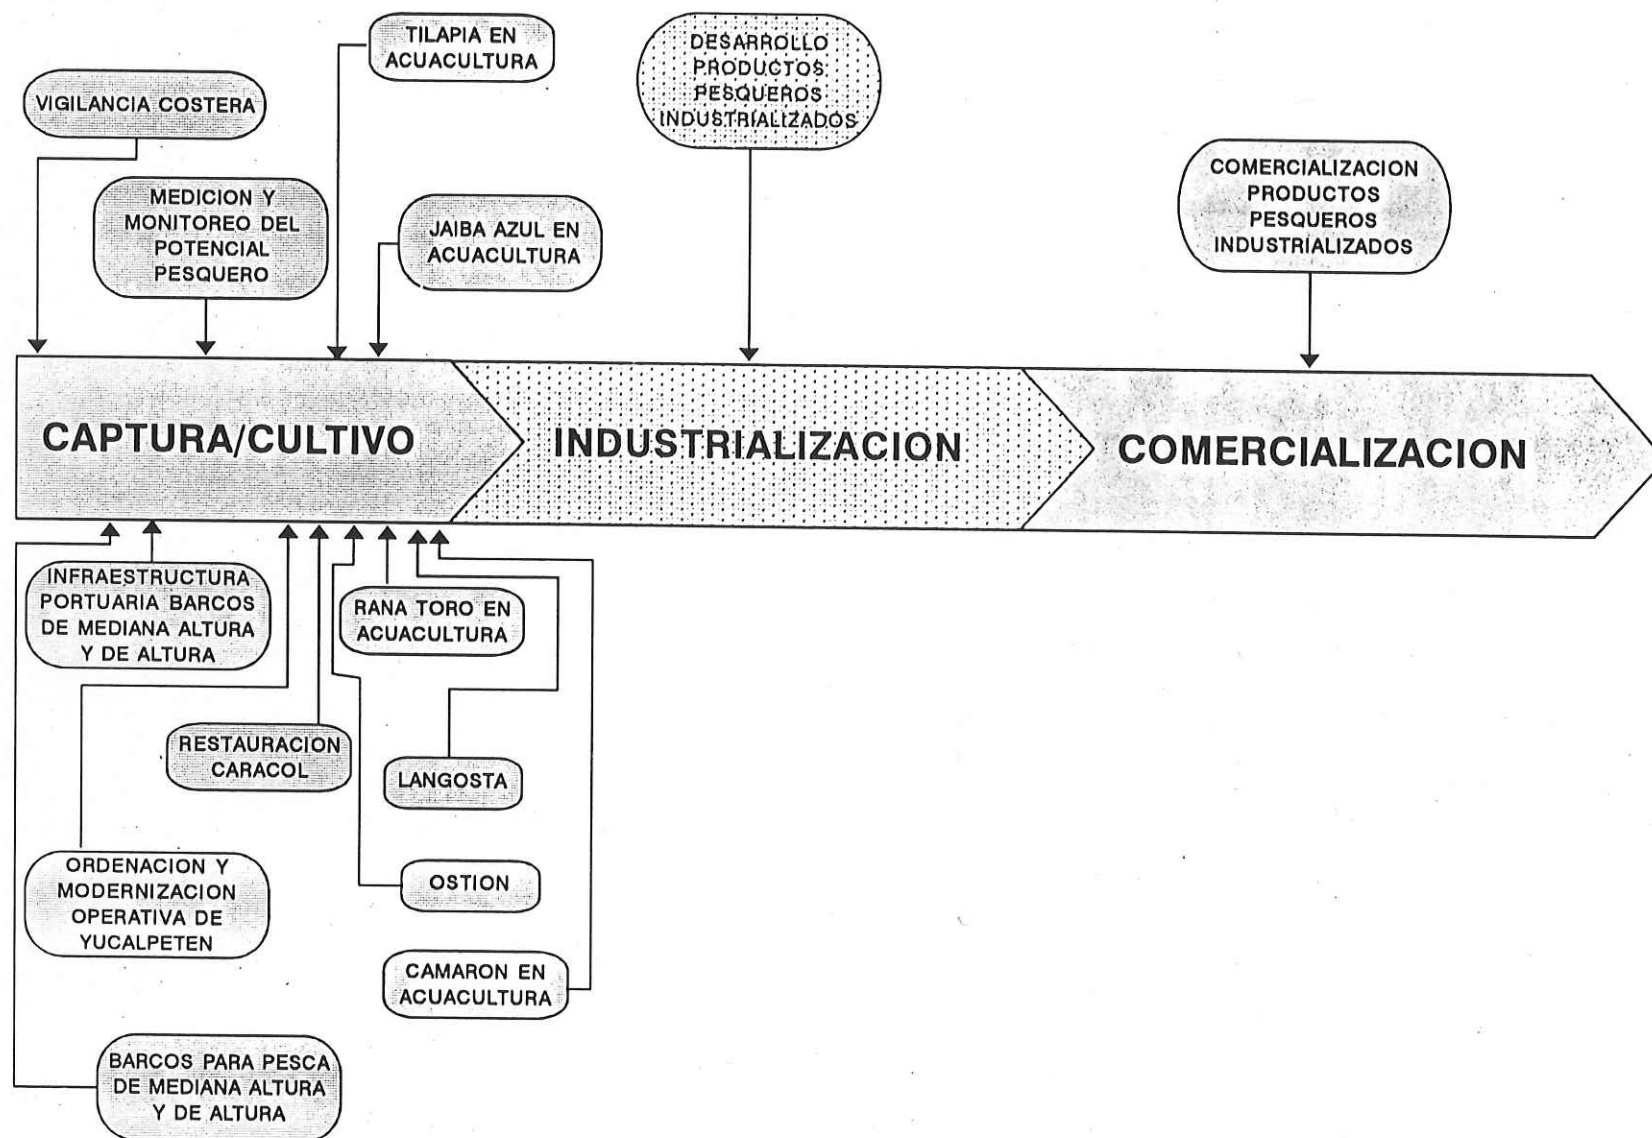 TILAPIA EN
ACUACULTURA
DESARROLLO
PRODUCTOS
PESQUEROS
INDUSTRIALIZADOS
VIGILANCIA COSTERA
COMERCIALIZACION
PRODUCTOS
PESQUEROS
INDUSTRIALIZADOS
MEDICION Y
MONITOREO DEL
POTENCIAL
PESQUERO
JAIBA AZUL EN
ACUACULTURA
CAPTURA/CULTIVO
INDUSTRIALIZACION
COMERCIALIZACION
INFRAESTRUCTURA
PORTUARIA BARCOS
DE MEDIANA ALTURA
Y DE ALTURA
RANA TORO EN
ACUACULTURA
RESTAURACION
CARACOL
LANGOSTA
ORDENACION Y
MODERNIZACION
OPERATIVA DE
YUCALPETEN
OSTION
CAMARON EN
ACUACULTURA
BARCOS PARA PESCA
DE MEDIANA ALTURA
Y DE ALTURA